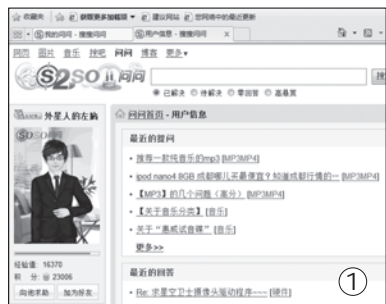 收藏夹 获取更多加载项 ▾ 建议网站 ▾ 您网络中的最近更新
我的问问 - 搜搜问问 用户信息 - 搜搜问问 x
网页 图片 音乐 搜吧 问问 博客 更多▾
SOSO 问问 搜
已解决 待解决 零回答 高悬赏
外星人的左脑
问问首页 - 用户信息
最近的提问
• 推荐一款纯音乐的mp3 [MP3MP4]
• ipod nano4 8GB 成都哪儿买最便宜？知道成都行情的… [MP3MP4]
• 【MP3】的几个问题（高分） [MP3MP4]
• 【关于音乐分类】 [音乐]
• 关于“惠威试音碟” [音乐]
更多>>
经验值: 16370
积 分: 23006
向他求助 加为好友
最近的回答
• Re: 求星空卫士摄像头驱动程序~~~ [硬件]
①